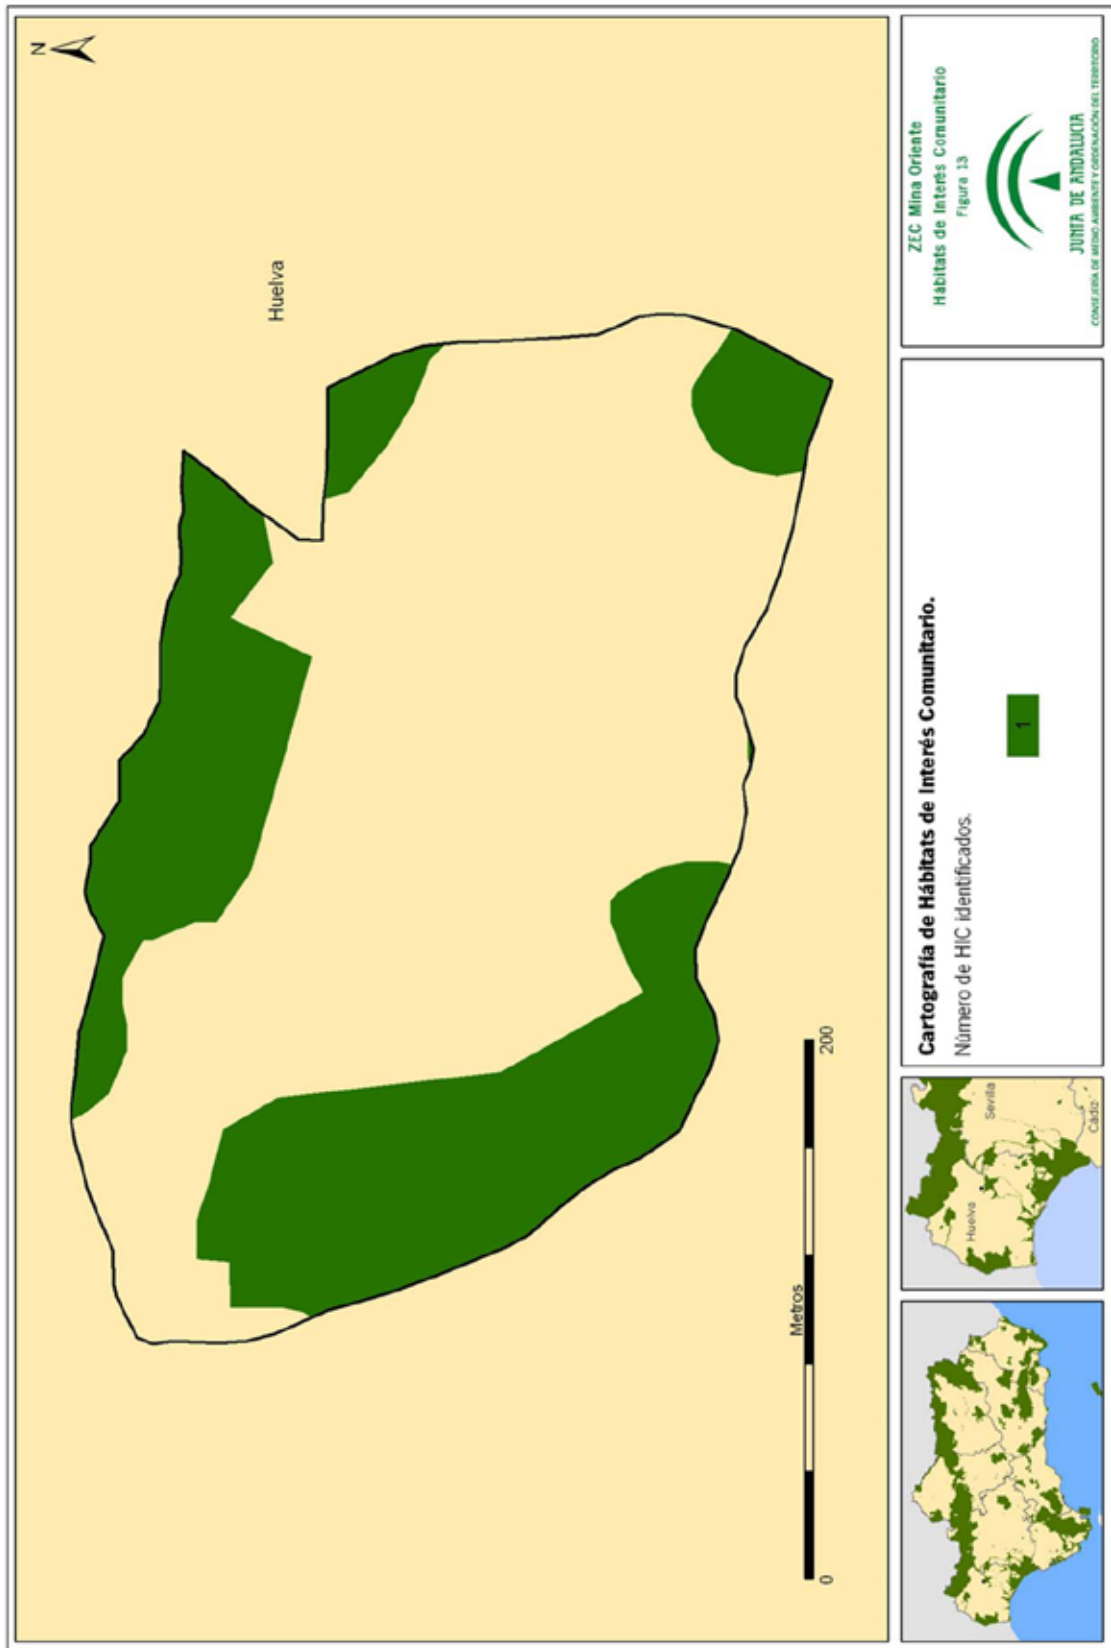 N
Huelva
Metros
0
200
Huelva
Sevilla
Cádiz
Cartografía de Hábitats de Interés Comunitario.
Número de HIC identificados.
1
ZEC Mina Oriente
Hábitats de Interés Comunitario
Figura 13
JUNTA DE ANDALUCIA
CONSEJERÍA DE MEDIO AMBIENTE Y ORDENACIÓN DEL TERRITORIO